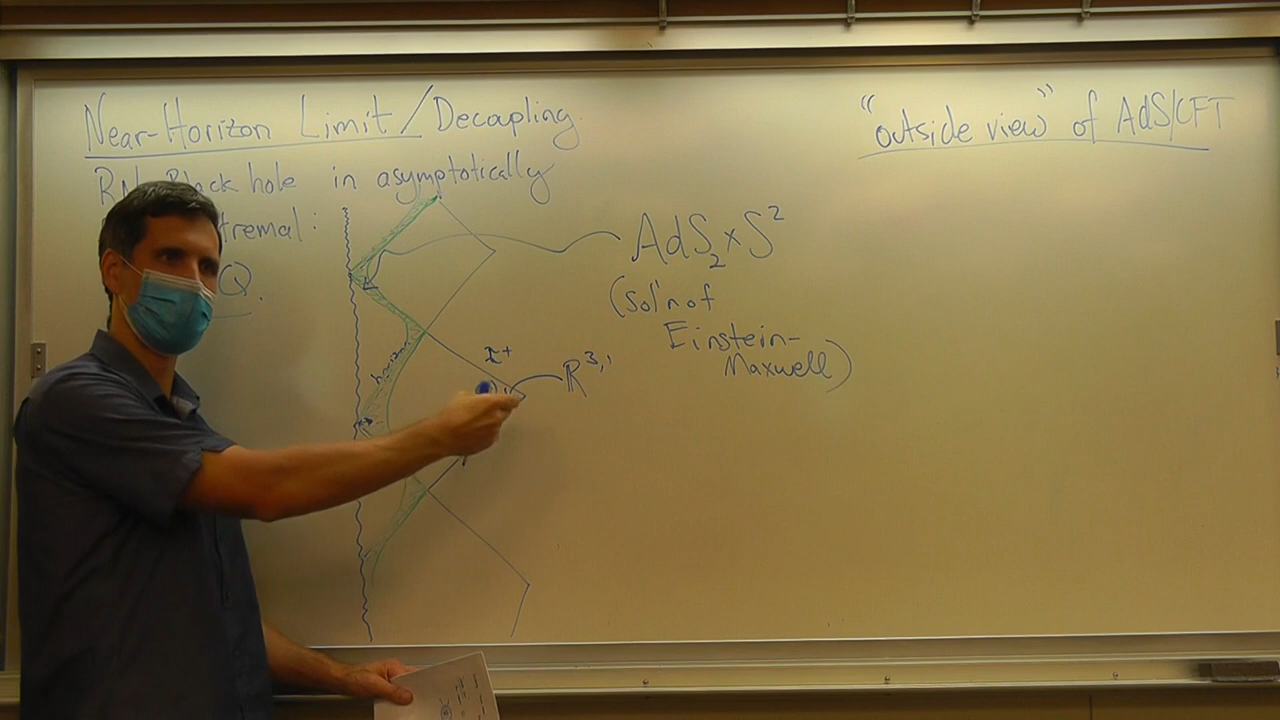 Near-Horizon Limit/Decoupling.
"outside view" of AdS/CFT
RN Black hole in asymptotically
tremal:
Q.
AdS₂×S²
(sol'n of
Einstein-
Maxwell)
horizon
I⁺
R³,¹